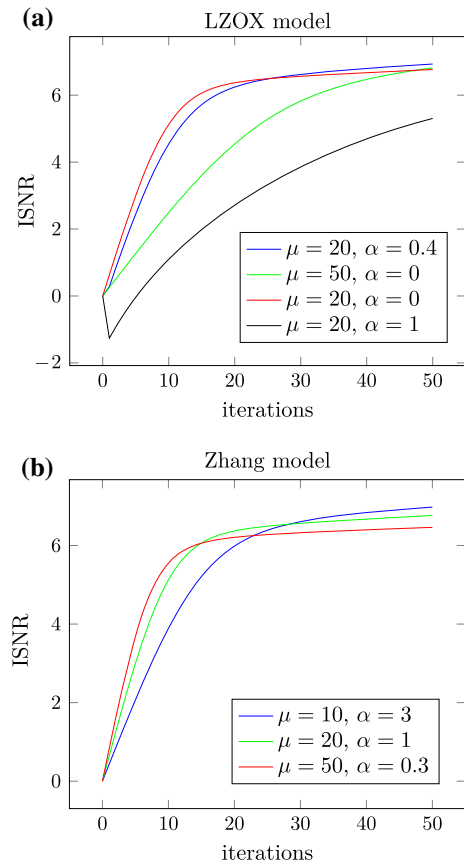 (a)
LZOX model
6
4
2
0
−2
ISNR
μ = 20, α = 0.4
μ = 50, α = 0
μ = 20, α = 0
μ = 20, α = 1
0 10 20 30 40 50
iterations
(b)
Zhang model
6
4
2
0
ISNR
μ = 10, α = 3
μ = 20, α = 1
μ = 50, α = 0.3
0 10 20 30 40 50
iterations